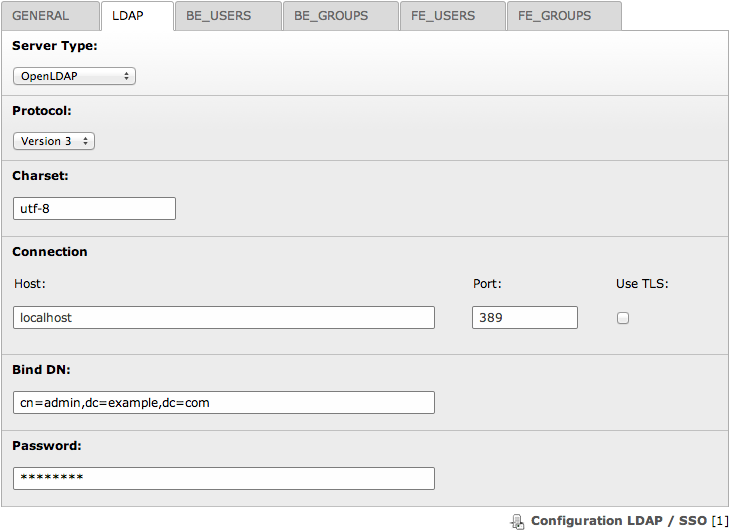 GENERAL LDAP BE_USERS BE_GROUPS FE_USERS FE_GROUPS
Server Type:
OpenLDAP
Protocol:
Version 3
Charset:
utf-8
Connection
Host: Port: Use TLS:
localhost 389
Bind DN:
cn=admin,dc=example,dc=com
Password:
********
Configuration LDAP / SSO [1]